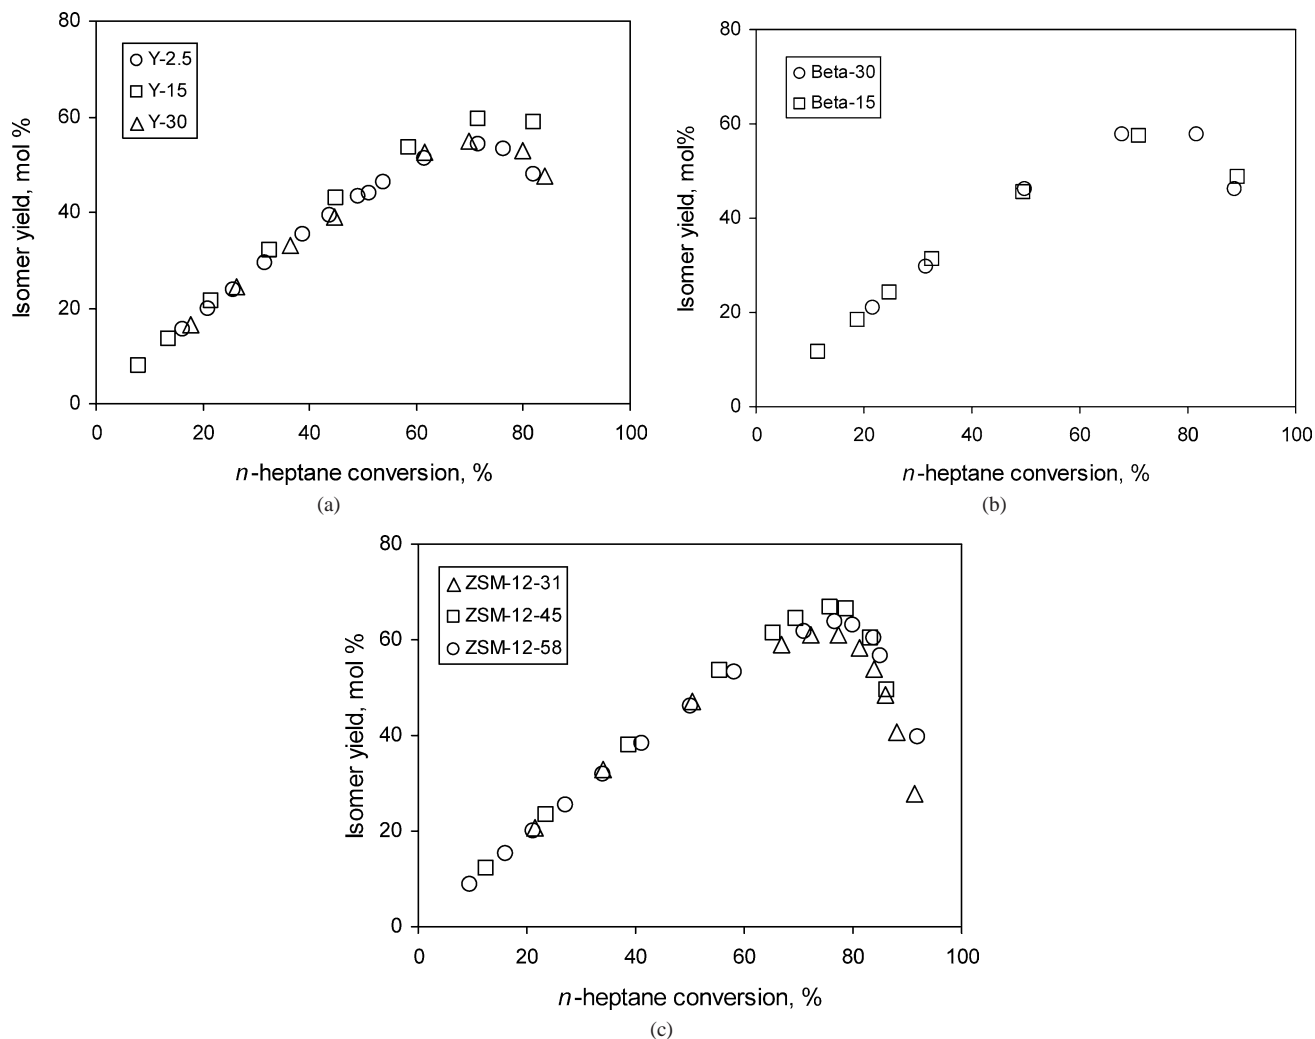 80
60
40
20
0
Isomer yield, mol %
Y-2.5
Y-15
Y-30
0 20 40 60 80 100
n-heptane conversion, %
(a)
80
60
40
20
0
Isomer yield, mol%
Beta-30
Beta-15
0 20 40 60 80 100
n-heptane conversion, %
(b)
80
60
40
20
0
Isomer yield, mol %
ZSM-12-31
ZSM-12-45
ZSM-12-58
0 20 40 60 80 100
n-heptane conversion, %
(c)